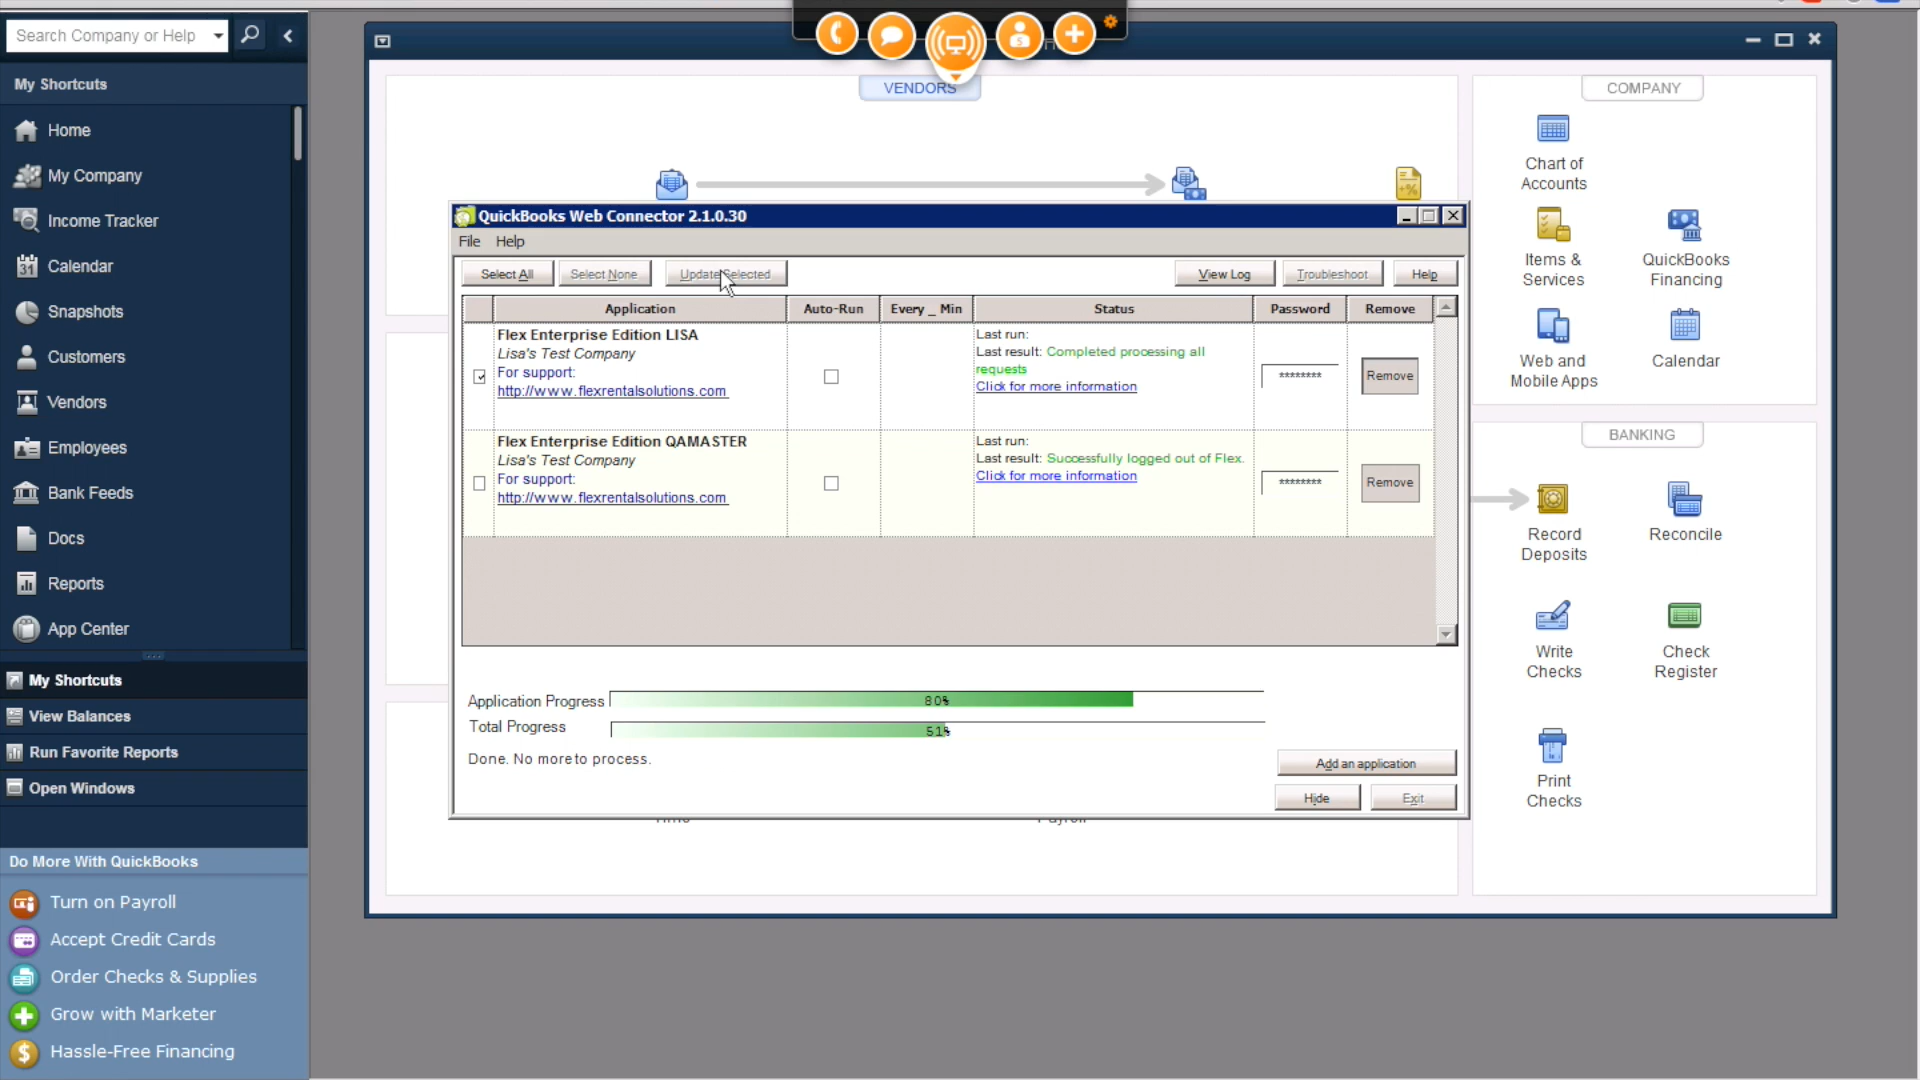 Search Company or Help
My Shortcuts
Home
My Company
Income Tracker
Calendar
Snapshots
Customers
Vendors
Employees
Bank Feeds
Docs
Reports
App Center
My Shortcuts
View Balances
Run Favorite Reports
Open Windows
Do More With QuickBooks
Turn on Payroll
Accept Credit Cards
Order Checks & Supplies
Grow with Marketer
Hassle-Free Financing
VENDORS
QuickBooks Web Connector 2.1.0.30
File Help
Select All Select None Update Selected View Log Troubleshoot Help
Application Auto-Run Every _ Min Status Password Remove
Flex Enterprise Edition LISA
Lisa's Test Company
For support:
http://www.flexrentalsolutions.com
Last run:
Last result: Completed processing all
requests
Click for more information
********
Remove
Flex Enterprise Edition QAMASTER
Lisa's Test Company
For support:
http://www.flexrentalsolutions.com
Last run:
Last result: Successfully logged out of Flex.
Click for more information
********
Remove
Application Progress 80%
Total Progress 51%
Done. No more to process.
Add an application
Hide Exit
COMPANY
Chart of
Accounts
Items &
Services
QuickBooks
Financing
Web and
Mobile Apps
Calendar
BANKING
Record
Deposits
Reconcile
Write
Checks
Check
Register
Print
Checks